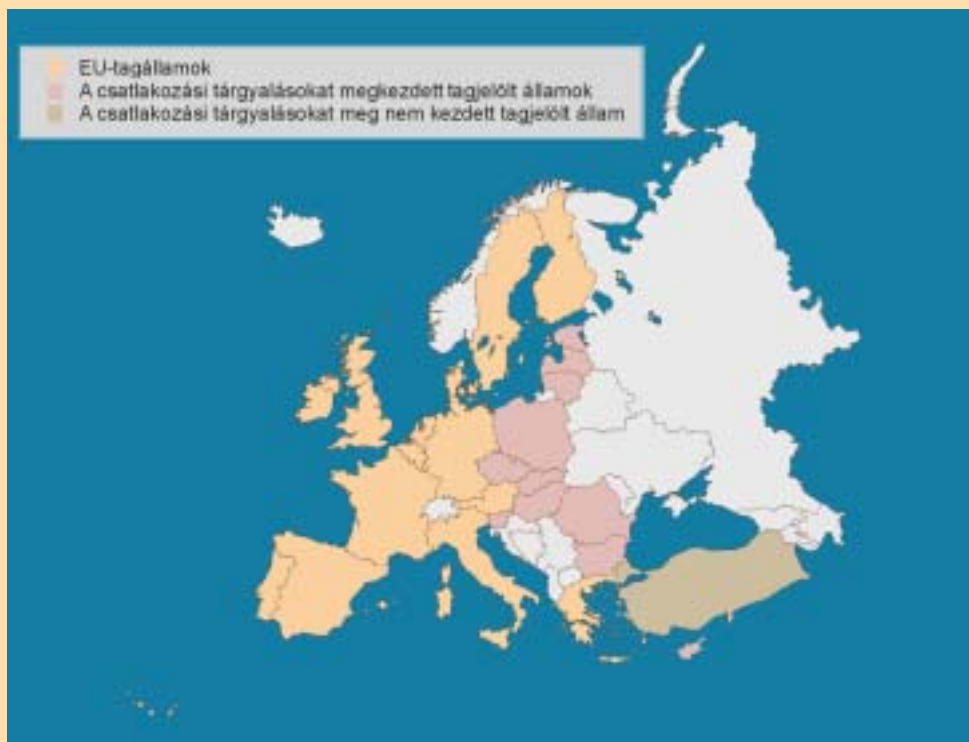 EU-tagállamok
A csatlakozási tárgyalásokat megkezdett tagjelölt államok
A csatlakozási tárgyalásokat meg nem kezdett tagjelölt állam